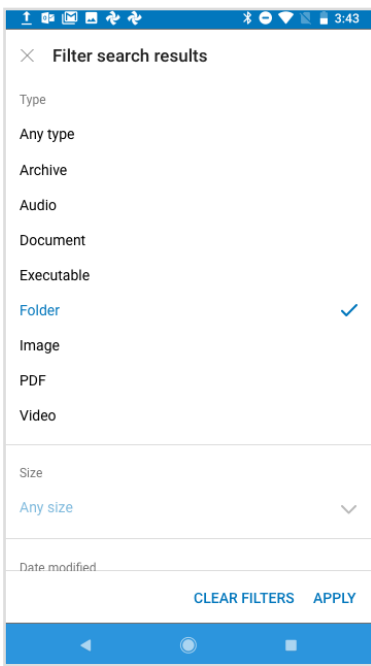 3:43
Filter search results
Type
Any type
Archive
Audio
Document
Executable
Folder
Image
PDF
Video
Size
Any size
Date modified
CLEAR FILTERS APPLY